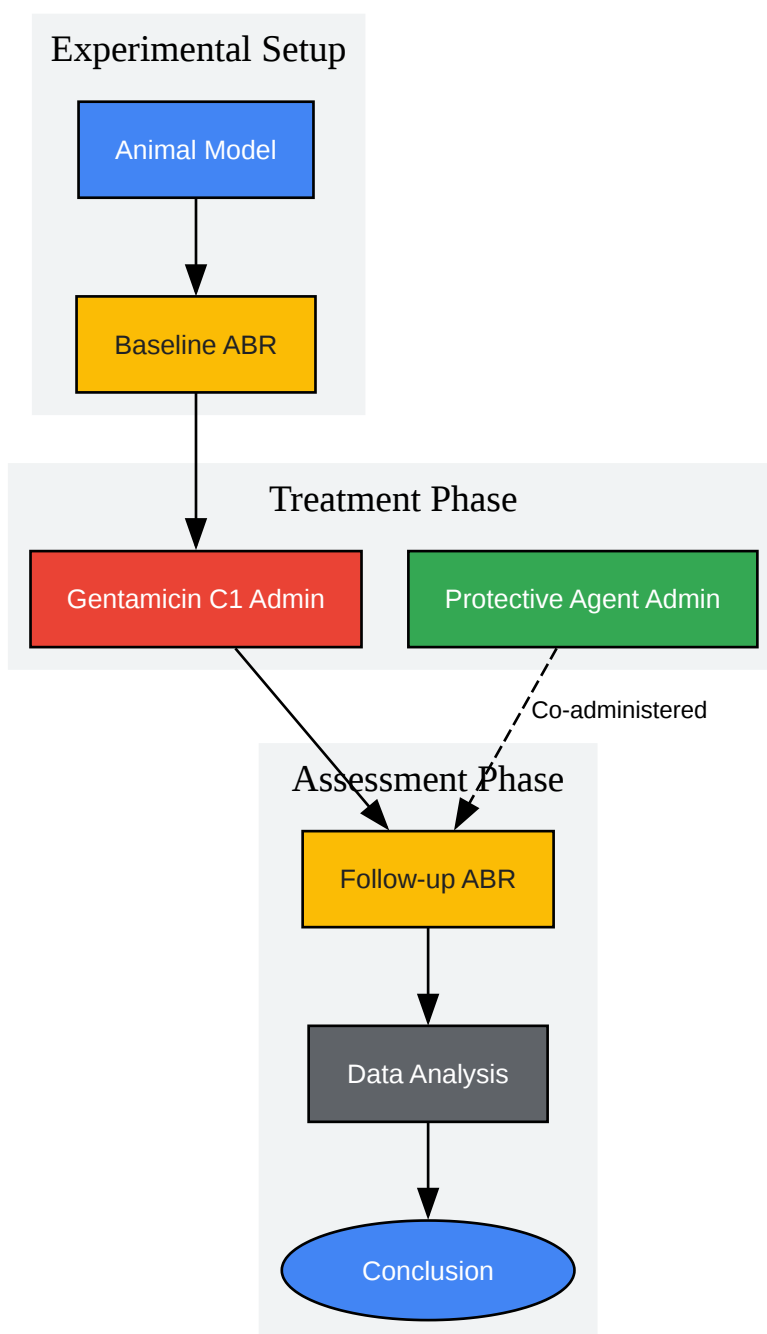 Experimental Setup
Animal Model
Baseline ABR
Treatment Phase
Gentamicin C1 Admin
Protective Agent Admin
Co-administered
Assessment Phase
Follow-up ABR
Data Analysis
Conclusion